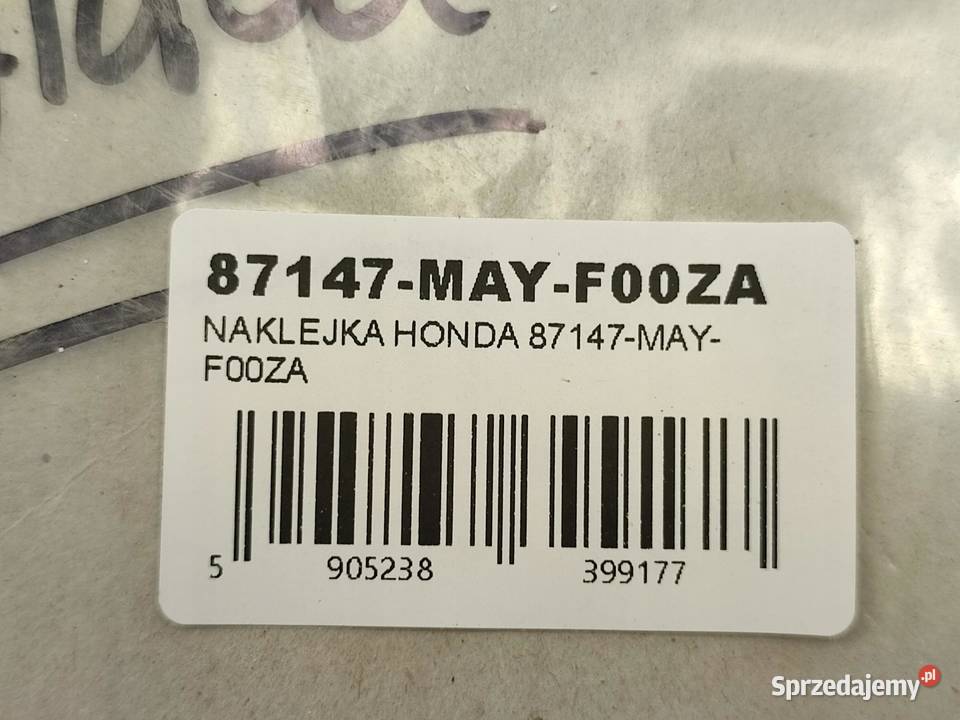 87147-MAY-F00ZA
NAKLEJKA HONDA 87147-MAY-
F00ZA
5 905238 399177
Sprzedajemy.pl